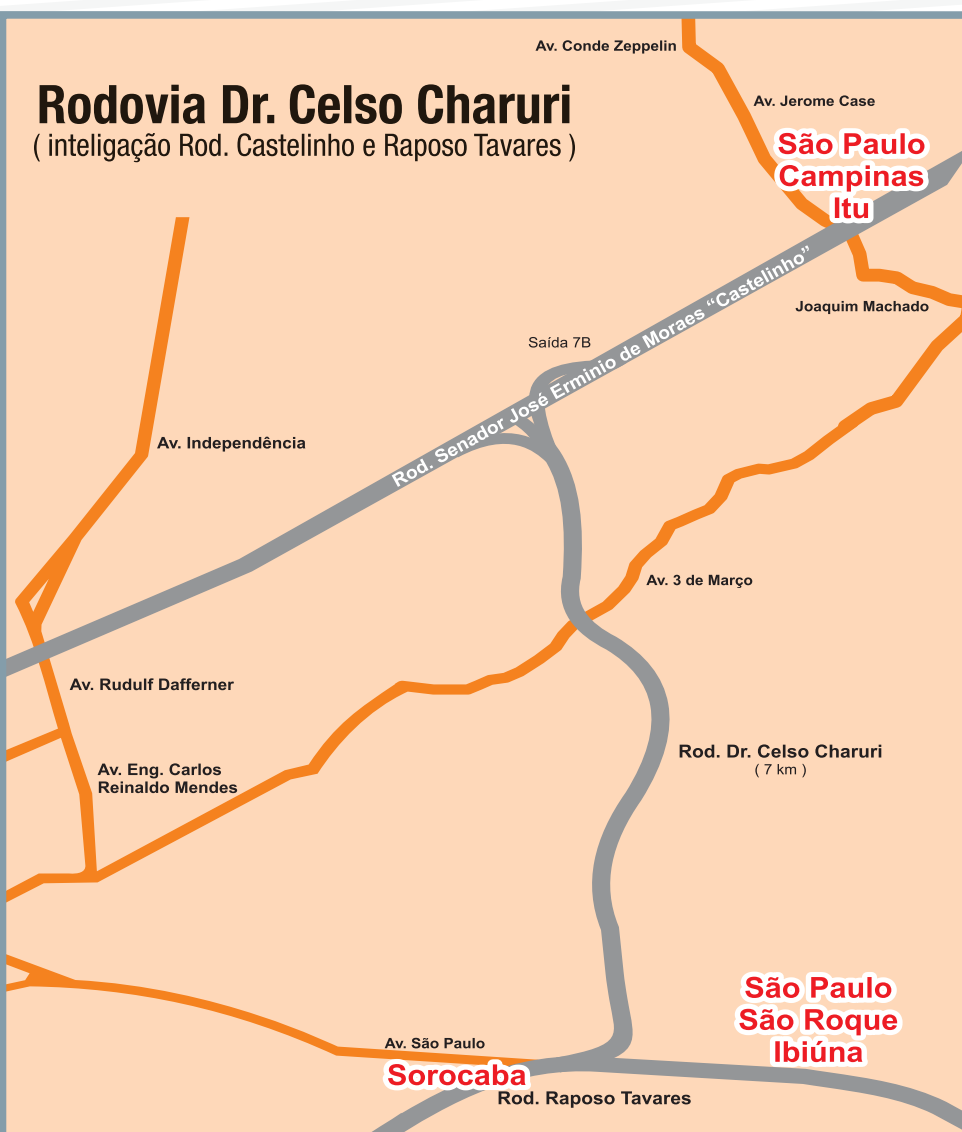 Av. Conde Zeppelin
Rodovia Dr. Celso Charuri
( inteligação Rod. Castelinho e Raposo Tavares )
Av. Jerome Case
São Paulo
Campinas
Itu
Joaquim Machado
Rod. Senador José Erminio de Moraes “Castelinho”
Saída 7B
Av. Independência
Av. 3 de Março
Av. Rudulf Dafferner
Rod. Dr. Celso Charuri
( 7 km )
Av. Eng. Carlos
Reinaldo Mendes
São Paulo
São Roque
Ibiúna
Av. São Paulo
Sorocaba
Rod. Raposo Tavares